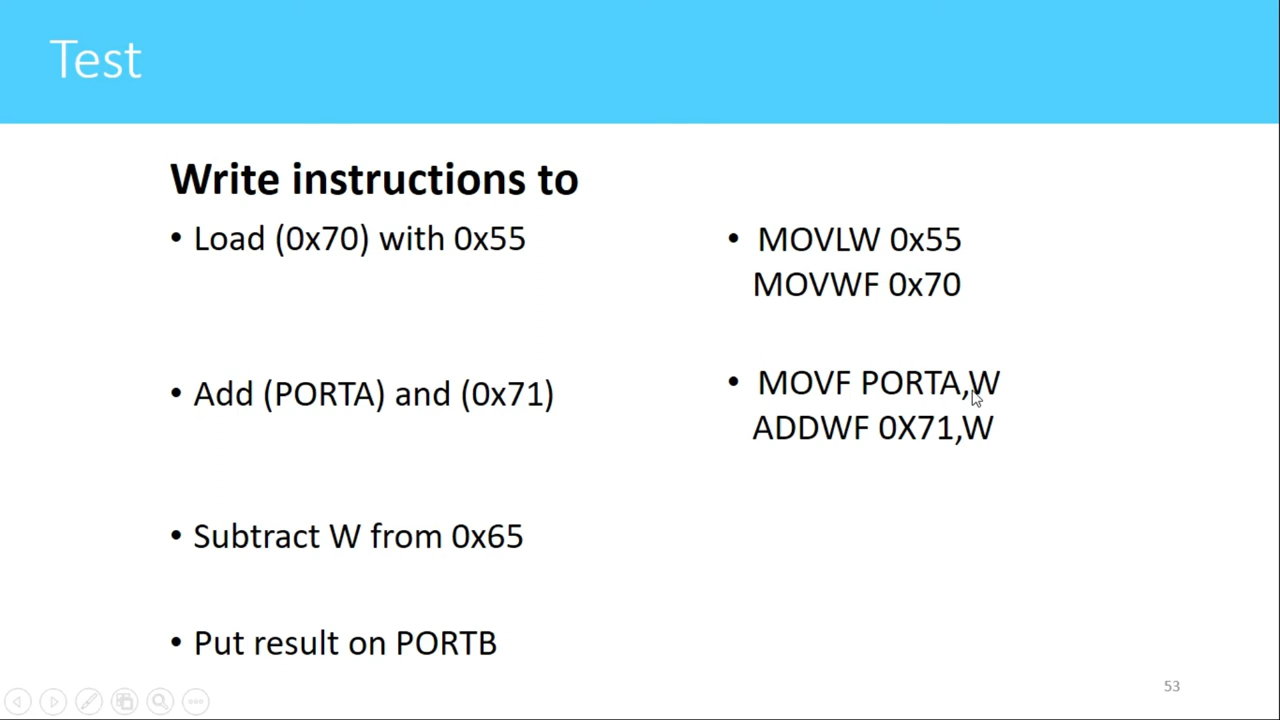 Test
Write instructions to
• Load (0x70) with 0x55
• MOVLW 0x55
MOVWF 0x70
• Add (PORTA) and (0x71)
• MOVF PORTA,W
ADDWF 0X71,W
• Subtract W from 0x65
• Put result on PORTB
53